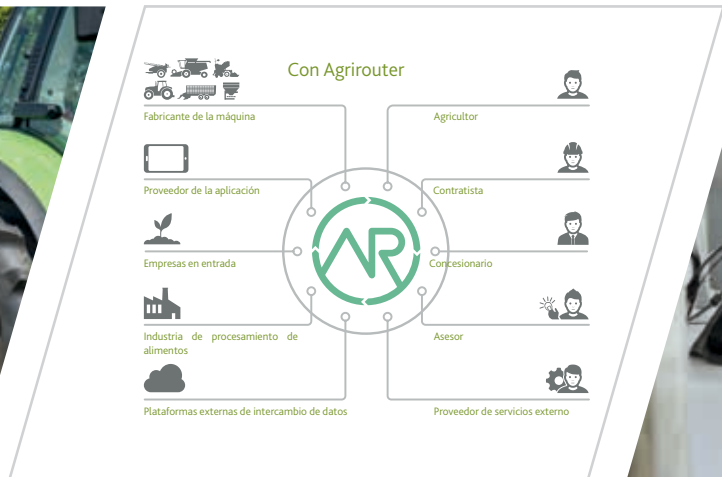 Con Agrirouter
Fabricante de la máquina
Agricultor
Proveedor de la aplicación
Contratista
AR
Empresas en entrada
Concesionario
Industria de procesamiento de
alimentos
Asesor
Plataformas externas de intercambio de datos
Proveedor de servicios externo